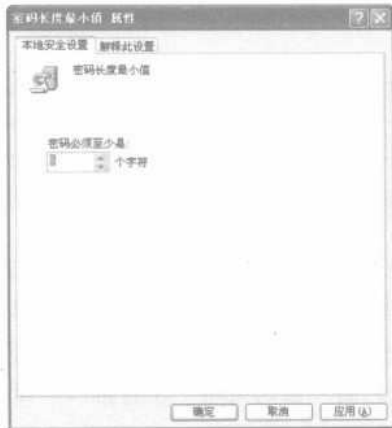 密码长度最小值 属性
本地安全设置 解释此设置
密码长度最小值
密码必须至少是:
个字符
确定 取消 应用(A)